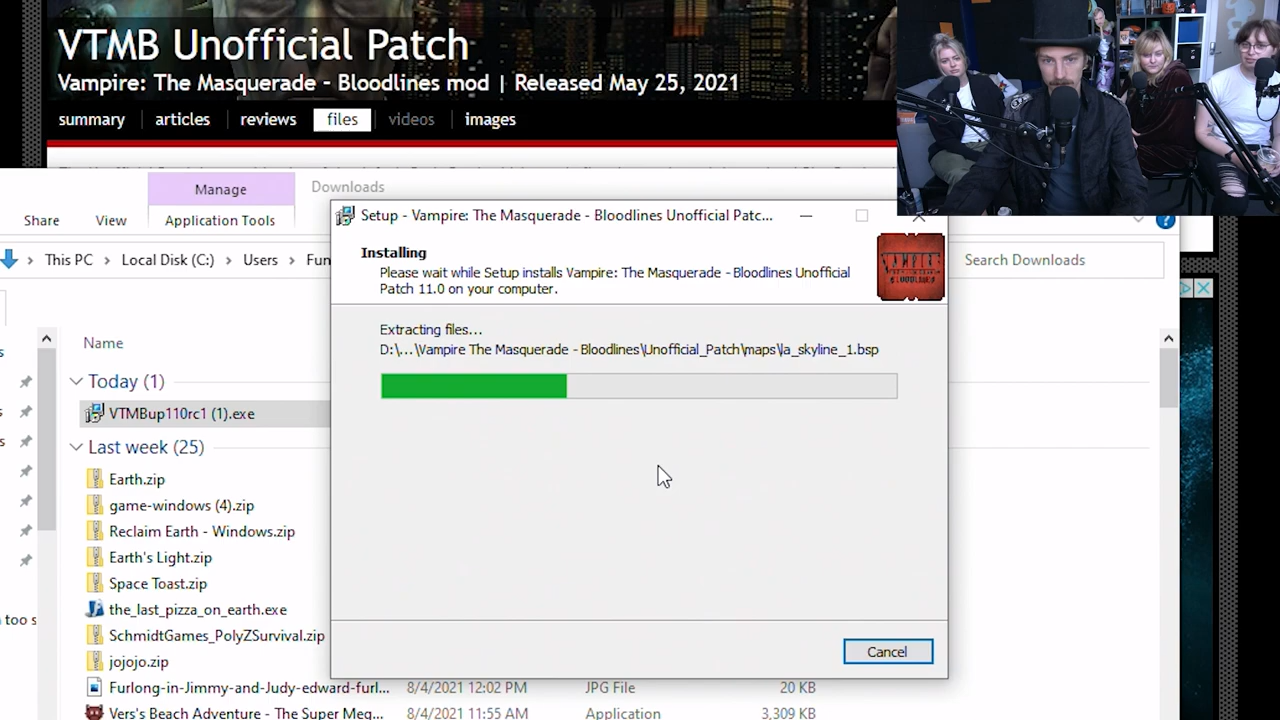 VTMB Unofficial Patch
Vampire: The Masquerade - Bloodlines mod | Released May 25, 2021
summary articles reviews files videos images
Manage Downloads
Share View Application Tools
This PC > Local Disk (C:) > Users > Fun
Search Downloads
Setup - Vampire: The Masquerade - Bloodlines Unofficial Patc...
Installing
Please wait while Setup installs Vampire: The Masquerade - Bloodlines Unofficial
Patch 11.0 on your computer.
VAMPIRE
BLOODLINES
Extracting files...
D:\...\Vampire The Masquerade - Bloodlines\Unofficial_Patch\maps\la_skyline_1.bsp
Cancel
Name
Today (1)
VTMBup110rc1 (1).exe
Last week (25)
Earth.zip
game-windows (4).zip
Reclaim Earth - Windows.zip
Earth's Light.zip
Space Toast.zip
the_last_pizza_on_earth.exe
too s
SchmidtGames_PolyZSurvival.zip
jojojo.zip
Furlong-in-Jimmy-and-Judy-edward-furl... 8/4/2021 12:02 PM JPG File 20 KB
Vers's Beach Adventure - The Super Meg... 8/4/2021 11:55 AM Application 3,309 KB